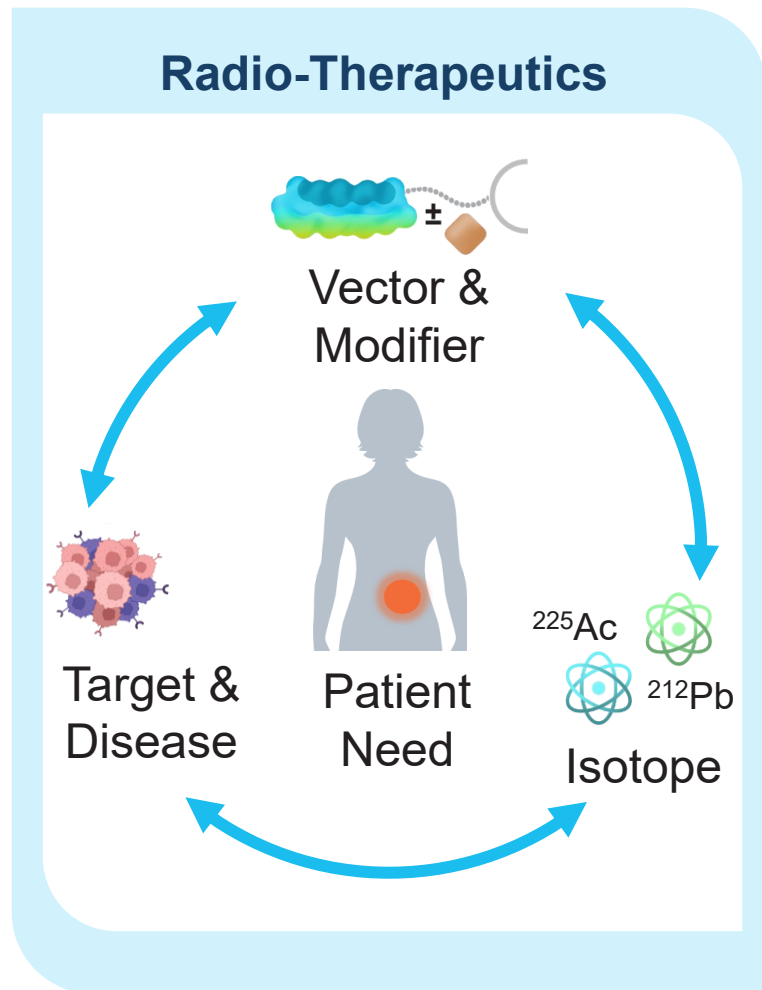 Radio-Therapeutics
±
Vector &
Modifier
Target &
Disease
Patient
Need
²²⁵Ac
²¹²Pb
Isotope